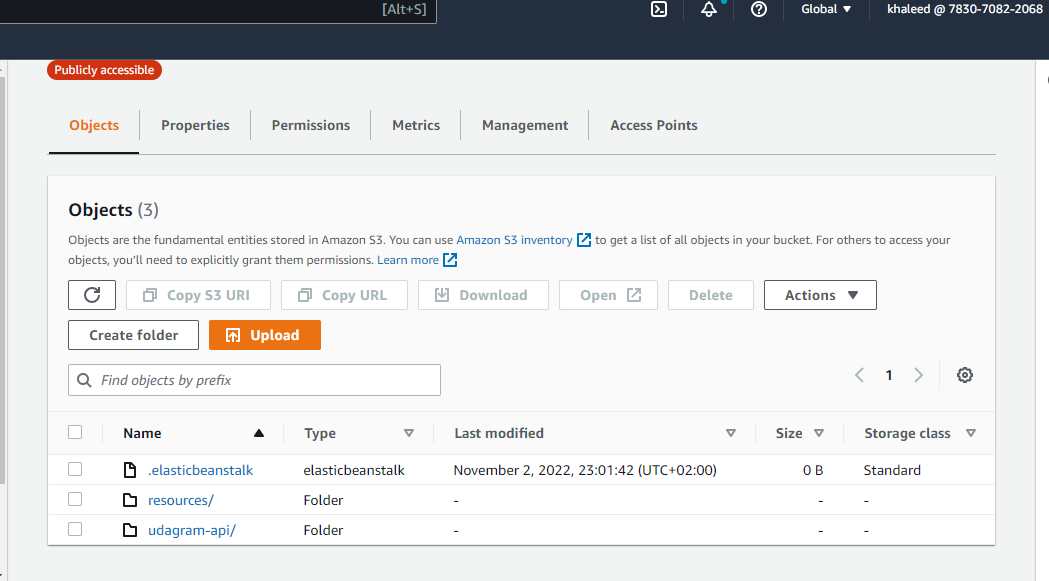 [Alt+S]
Global ▼
khaleed @ 7830-7082-2068
Publicly accessible
Objects
Properties
Permissions
Metrics
Management
Access Points
Objects (3)
Objects are the fundamental entities stored in Amazon S3. You can use Amazon S3 inventory to get a list of all objects in your bucket. For others to access your
objects, you'll need to explicitly grant them permissions. Learn more
Copy S3 URI
Copy URL
Download
Open
Delete
Actions ▼
Create folder
Upload
Find objects by prefix
1
Name Type Last modified Size Storage class
.elasticbeanstalk elasticbeanstalk November 2, 2022, 23:01:42 (UTC+02:00) 0 B Standard
resources/ Folder - - -
udagram-api/ Folder - - -